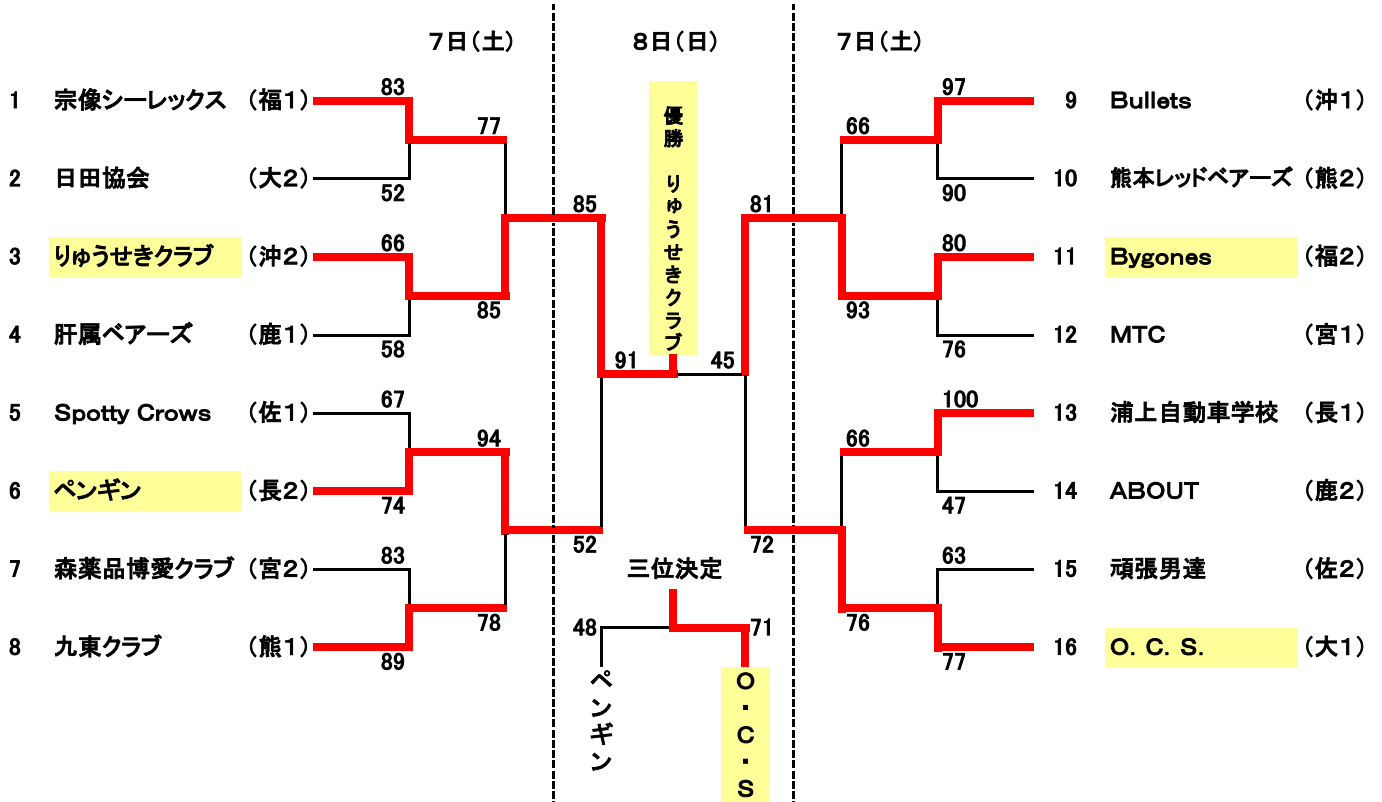 7日(土)
8日(日)
7日(土)
1 宗像シーレックス (福1) 83
77
2 日田協会 (大2) 52
3 りゅうせきクラブ (沖2) 66
85
4 肝属ベアーズ (鹿1) 58
85
5 Spotty Crows (佐1) 67
94
6 ペンギン (長2) 74
7 森薬品博愛クラブ (宮2) 83
78
8 九東クラブ (熊1) 89
52
優勝 りゅうせきクラブ
91 45
97 9 Bullets (沖1)
66
90 10 熊本レッドベアーズ (熊2)
81
80 11 Bygones (福2)
93
76 12 MTC (宮1)
100 13 浦上自動車学校 (長1)
66
47 14 ABOUT (鹿2)
72
63 15 頑張男達 (佐2)
76
77 16 O. C. S. (大1)
三位決定
48 71
ペンギン
O・C・S